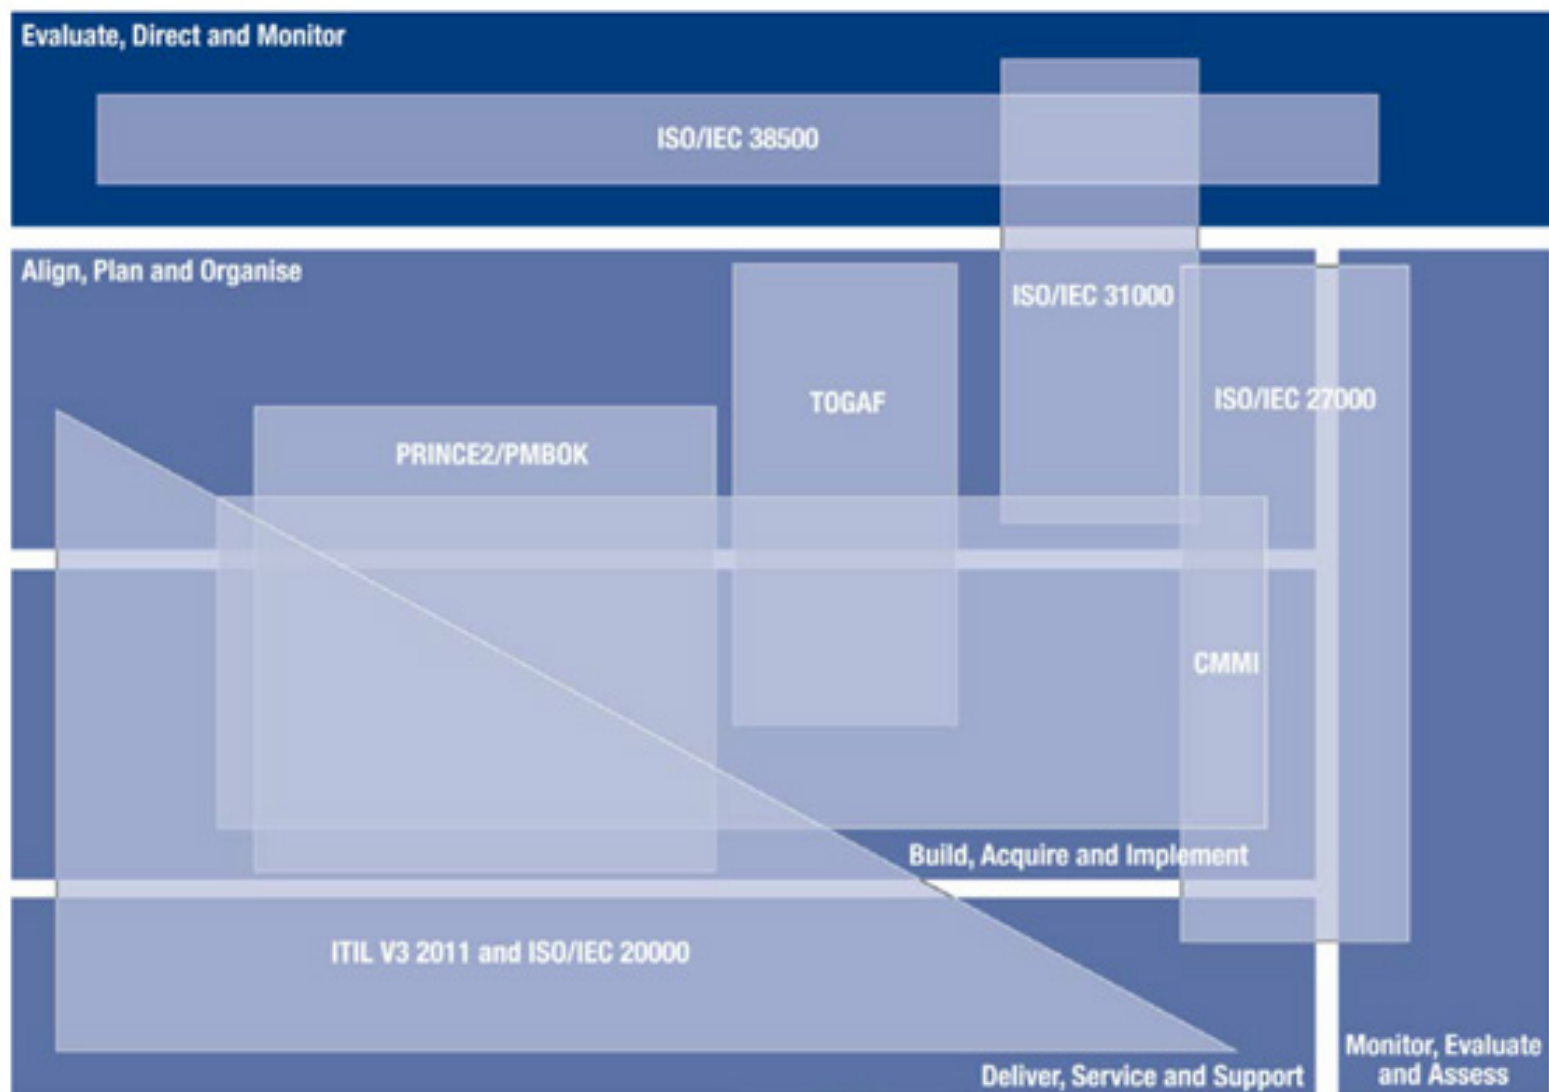 Evaluate, Direct and Monitor
ISO/IEC 38500
Align, Plan and Organise
ISO/IEC 31000
TOGAF
ISO/IEC 27000
PRINCE2/PMBOK
CMMI
Build, Acquire and Implement
ITIL V3 2011 and ISO/IEC 20000
Deliver, Service and Support
Monitor, Evaluate
and Assess